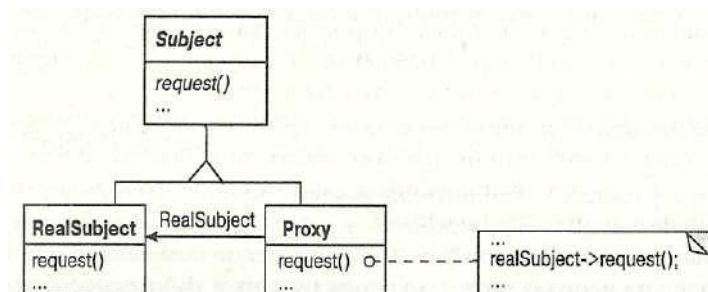 Subject
request()
...
RealSubject
request()
...
RealSubject
Proxy
request()
...
...
realSubject->request();
...